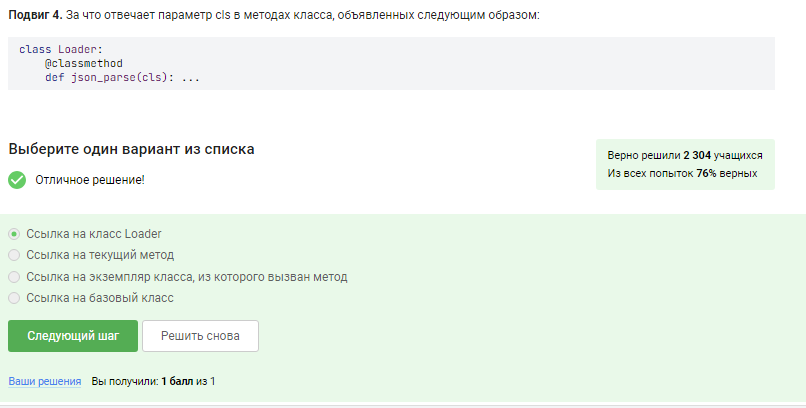 Подвиг 4. За что отвечает параметр cls в методах класса, объявленных следующим образом:
class Loader:
    @classmethod
    def json_parse(cls): ...
Выберите один вариант из списка
Отличное решение!
Верно решили 2 304 учащихся
Из всех попыток 76% верных
Ссылка на класс Loader
Ссылка на текущий метод
Ссылка на экземпляр класса, из которого вызван метод
Ссылка на базовый класс
Следующий шаг
Решить снова
Ваши решения Вы получили: 1 балл из 1